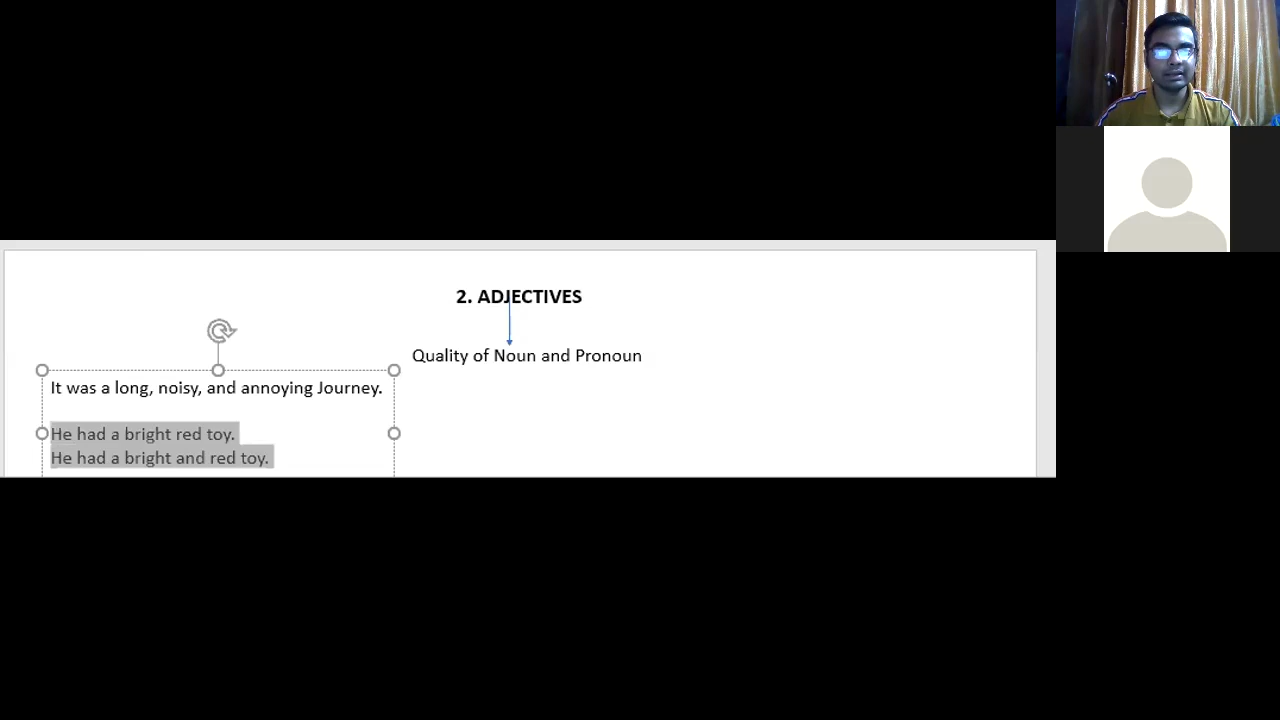 2. ADJECTIVES
Quality of Noun and Pronoun
It was a long, noisy, and annoying Journey.
He had a bright red toy.
He had a bright and red toy.